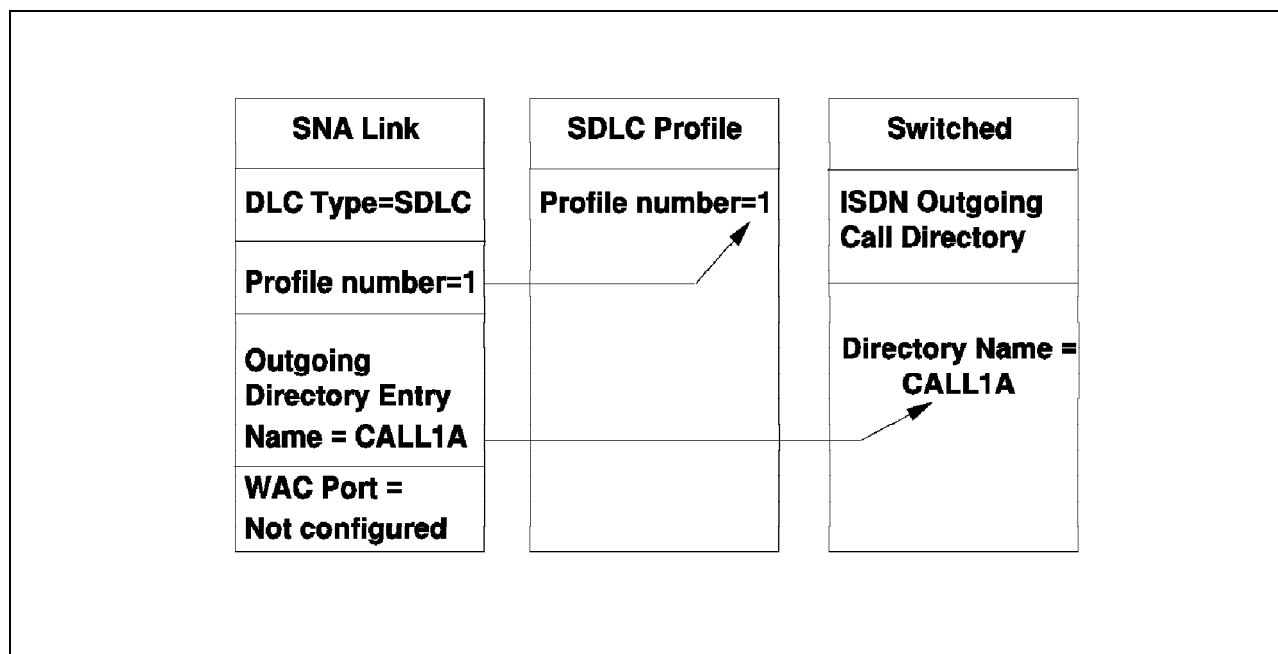 SNA Link
DLC Type=SDLC
Profile number=1
Outgoing
Directory Entry
Name = CALL1A
WAC Port =
Not configured
SDLC Profile
Profile number=1
Switched
ISDN Outgoing
Call Directory
Directory Name =
CALL1A